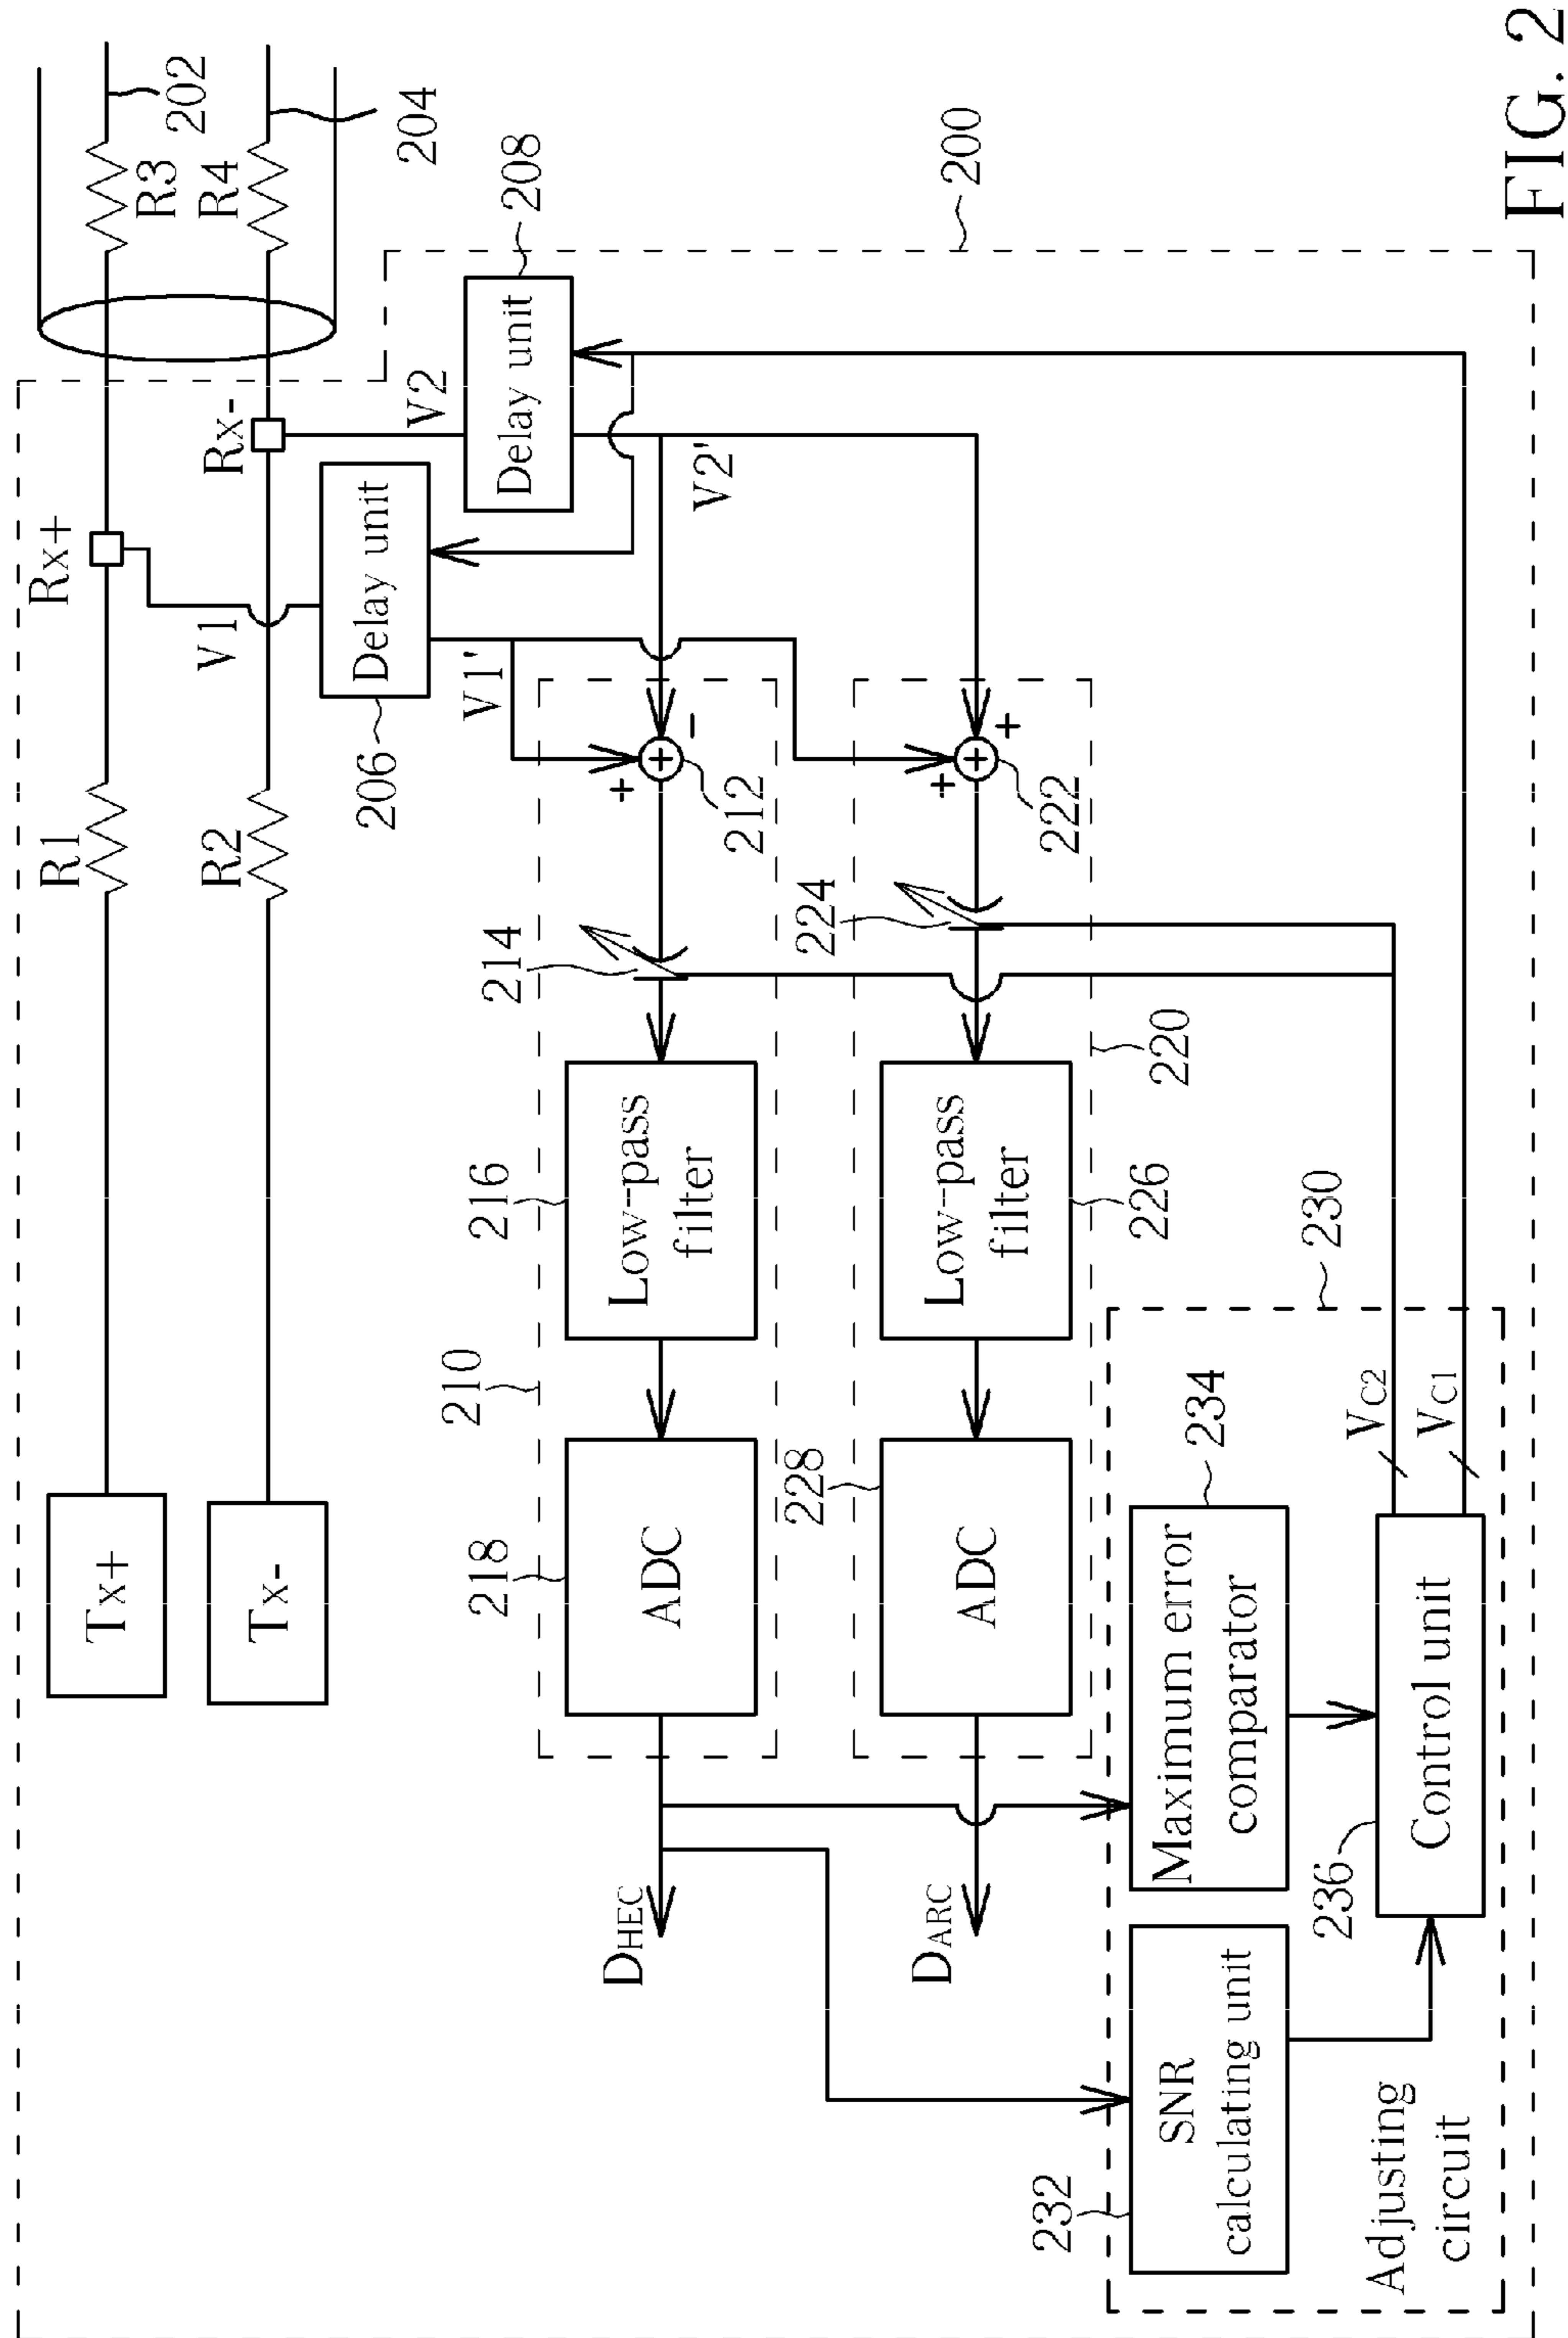 FIG. 2
202
204
R3
R4
208
200
Rx+
Rx-
V1
V2
Delay unit
Delay unit
206
V1'
V2'
R1
R2
+
-
+
212
+
+
+
222
214
224
216
Low-pass
filter
Low-pass
filter
226
220
210
218
ADC
228
ADC
230
234
VC2
VC1
Tx+
Tx-
DHEC
DARC
Maximum error
comparator
236
Control unit
232
SNR
calculating unit
Adjusting
circuit